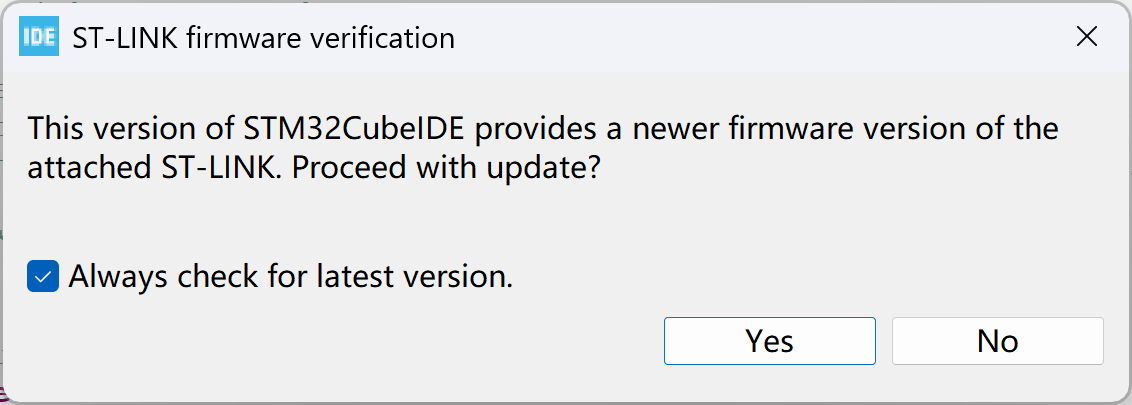 IDE ST-LINK firmware verification
This version of STM32CubeIDE provides a newer firmware version of the
attached ST-LINK. Proceed with update?
Always check for latest version.
Yes No